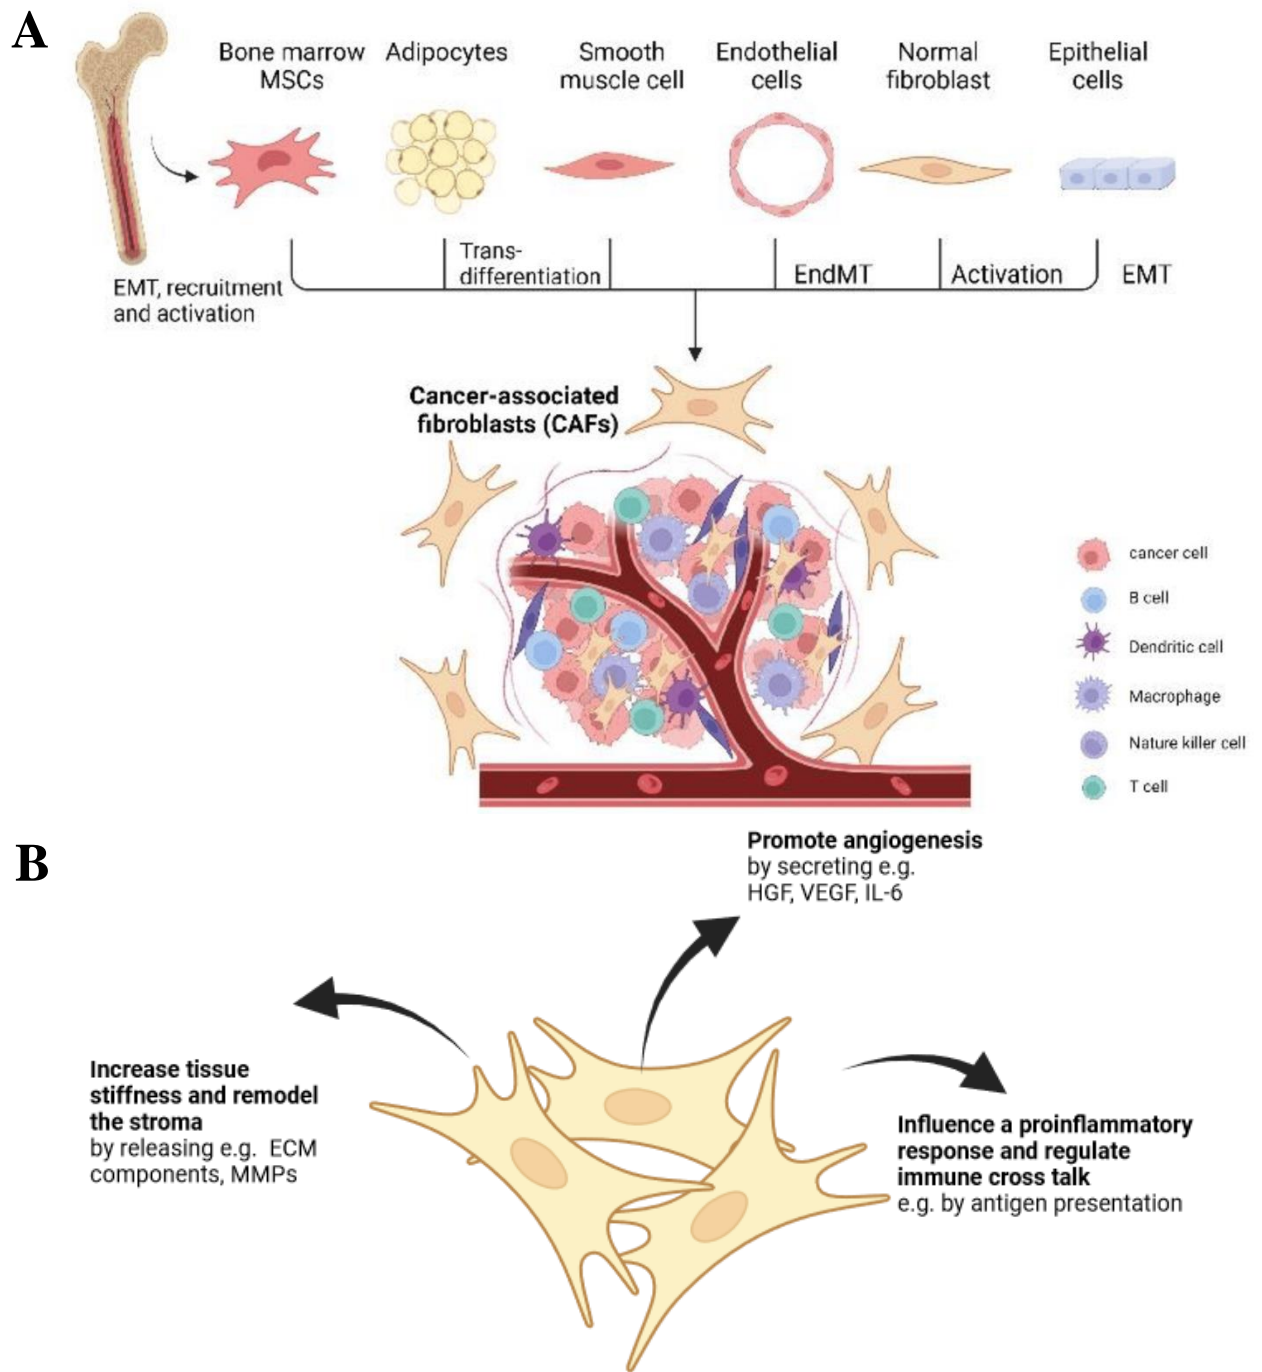 A
Bone marrow
MSCs
Adipocytes
Smooth
muscle cell
Endothelial
cells
Normal
fibroblast
Epithelial
cells
EMT, recruitment
and activation
Trans-
differentiation
EndMT
Activation
EMT
Cancer-associated
fibroblasts (CAFs)
cancer cell
B cell
Dendritic cell
Macrophage
Nature killer cell
T cell
B
Promote angiogenesis
by secreting e.g.
HGF, VEGF, IL-6
Increase tissue
stiffness and remodel
the stroma
by releasing e.g. ECM
components, MMPs
Influence a proinflammatory
response and regulate
immune cross talk
e.g. by antigen presentation